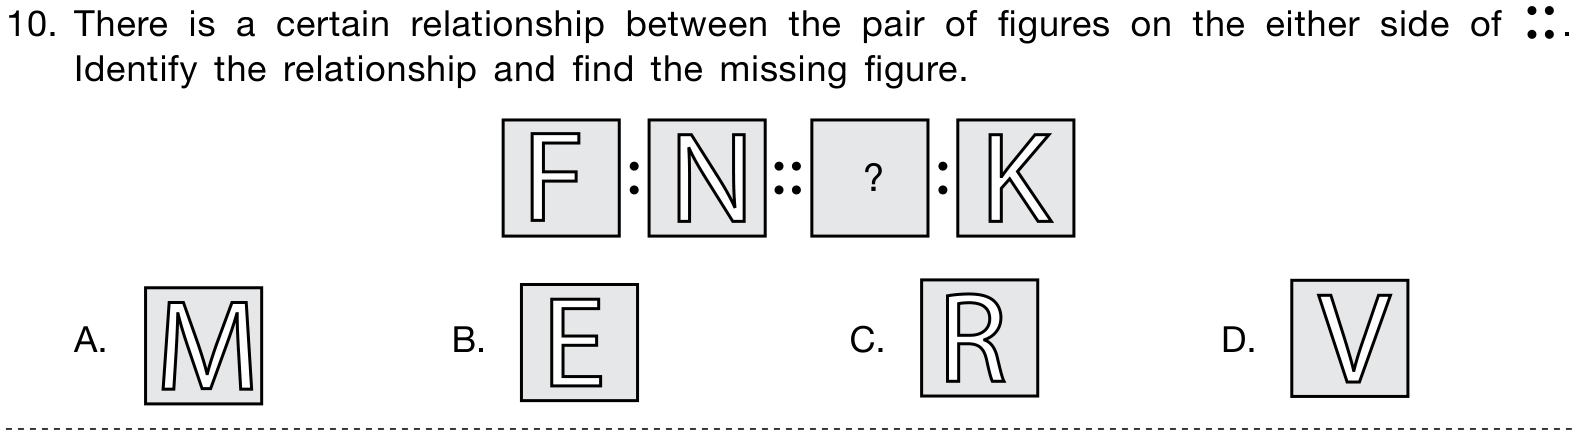 10. There is a certain relationship between the pair of figures on the either side of ::.
Identify the relationship and find the missing figure.
F : N :: ? : K
A. M B. E C. R D. V